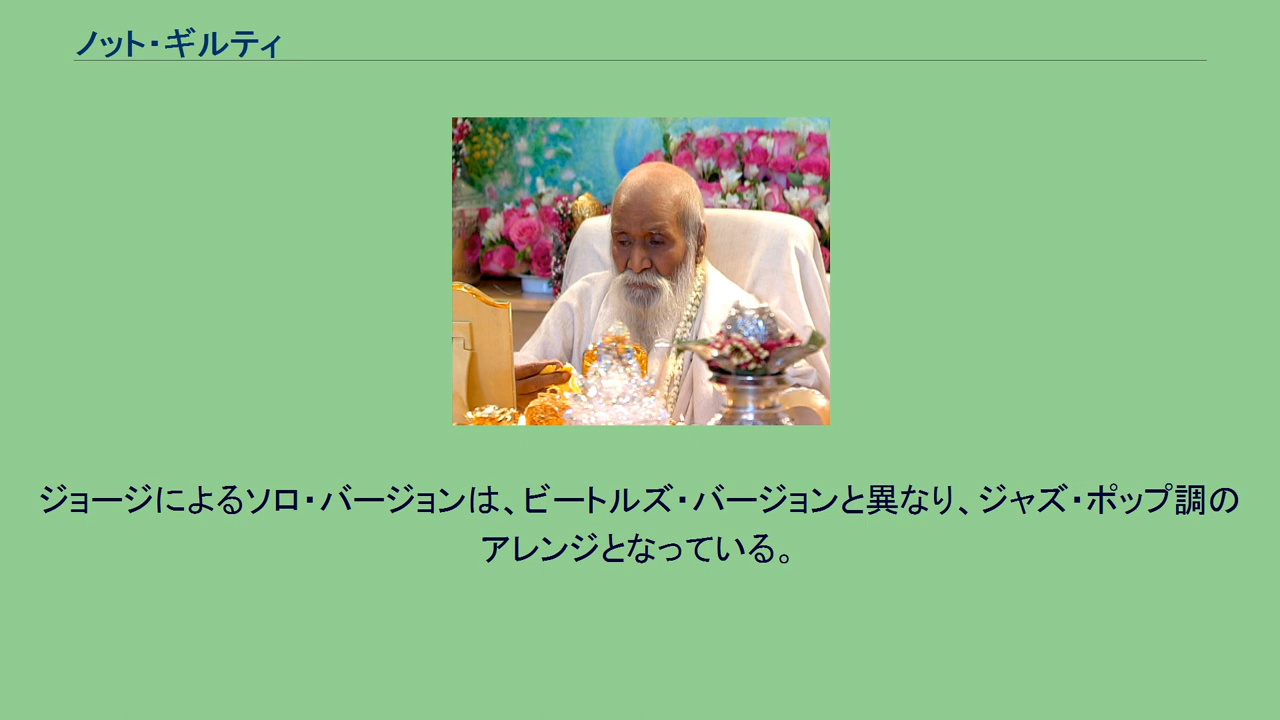 ノット・ギルティ
ジョージによるソロ・バージョンは、ビートルズ・バージョンと異なり、ジャズ・ポップ調の
アレンジとなっている。